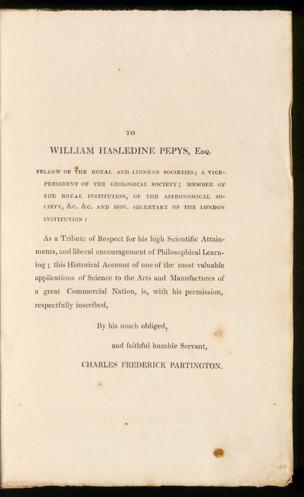 TO
WILLIAM HASLEDINE PEPYS, Esq.
FELLOW OF THE ROYAL AND LINNEAN SOCIETIES; A VICE-
PRESIDENT OF THE GEOLOGICAL SOCIETY; MEMBER OF
THE ROYAL INSTITUTION, OF THE ASTRONOMICAL SO-
CIETY, &c. &c. AND HON. SECRETARY OF THE LONDON
INSTITUTION:
As a Tribute of Respect for his high Scientific Attain-
ments, and liberal encouragement of Philosophical Learn-
ing; this Historical Account of one of the most valuable
applications of Science to the Arts and Manufactures of
a great Commercial Nation, is, with his permission,
respectfully inscribed,
By his much obliged,
and faithful humble Servant,
CHARLES FREDERICK PARTINGTON.